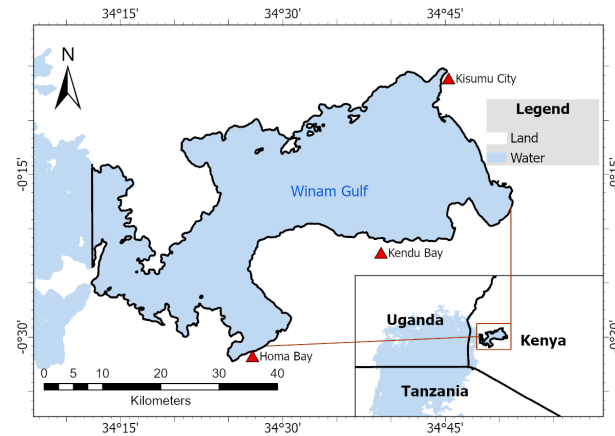 34°15' 34°30' 34°45'
N
Kisumu City
Legend
Land
Water
-0°15'
-0°15'
Winam Gulf
Kendu Bay
Uganda
Kenya
-0°30'
-0°20'
Homa Bay
Tanzania
0 5 10 20 30 40
Kilometers
34°15' 34°30' 34°45'